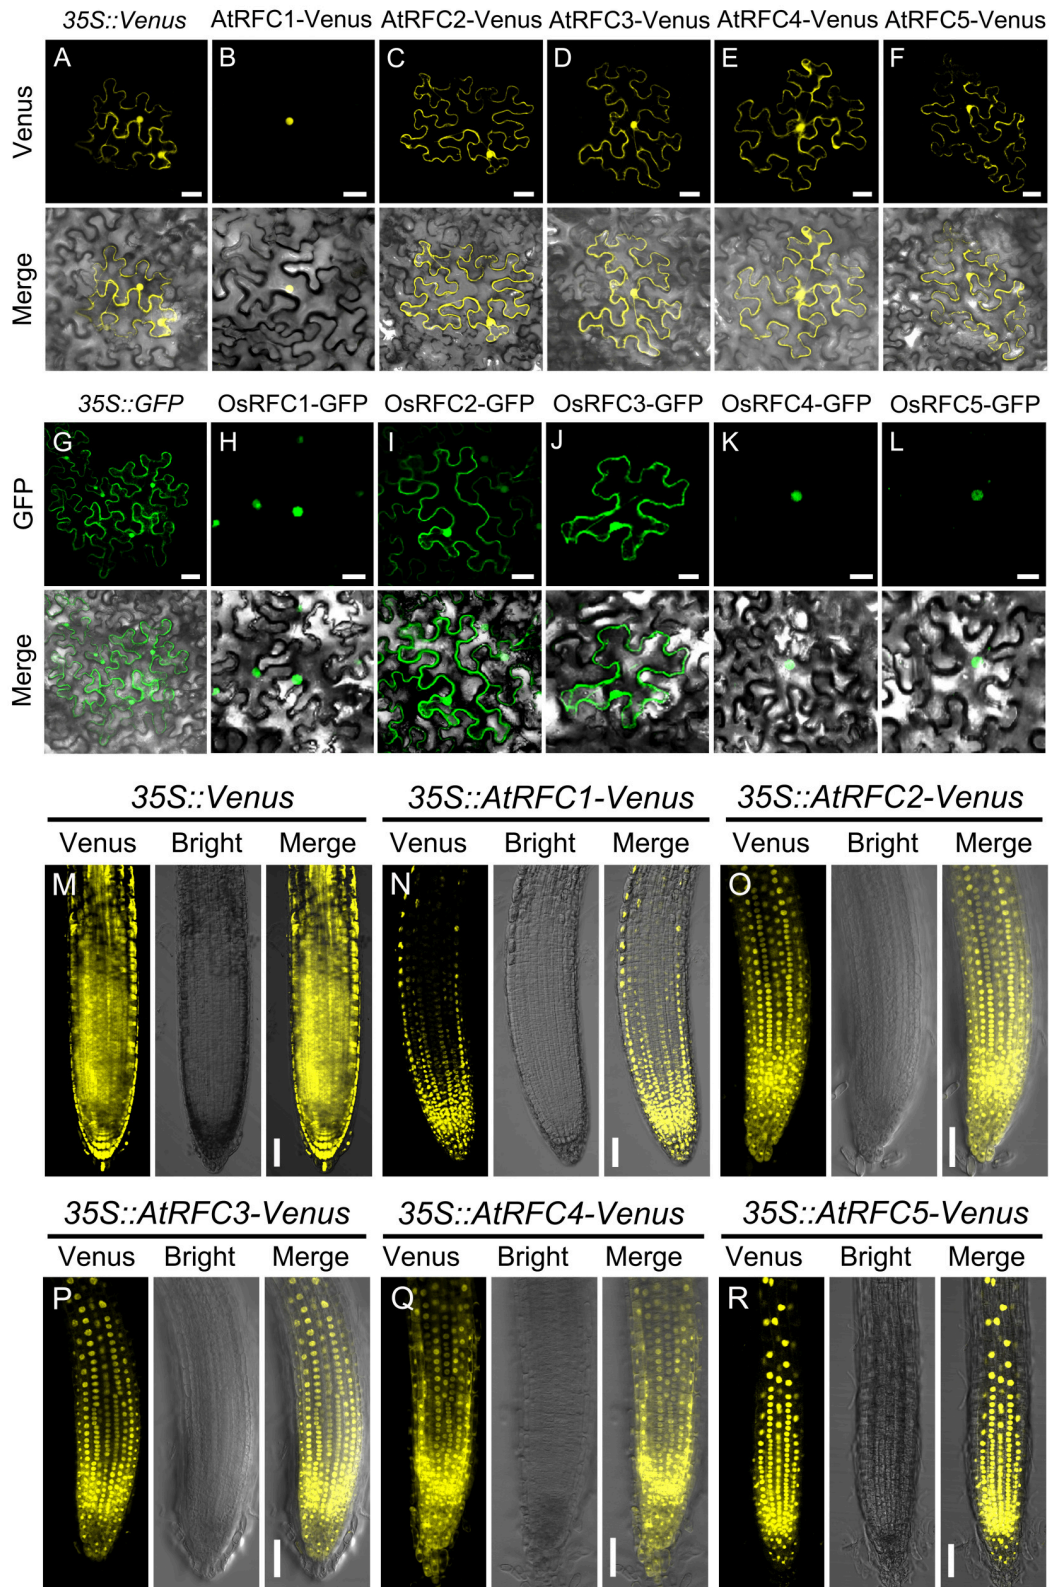 35S::Venus AtRFC1-Venus AtRFC2-Venus AtRFC3-Venus AtRFC4-Venus AtRFC5-Venus
Venus A B C D E F
Merge
35S::GFP OsRFC1-GFP OsRFC2-GFP OsRFC3-GFP OsRFC4-GFP OsRFC5-GFP
GFP G H I J K L
Merge
35S::Venus 35S::AtRFC1-Venus 35S::AtRFC2-Venus
Venus Bright Merge Venus Bright Merge Venus Bright Merge
M N O
35S::AtRFC3-Venus 35S::AtRFC4-Venus 35S::AtRFC5-Venus
Venus Bright Merge Venus Bright Merge Venus Bright Merge
P Q R